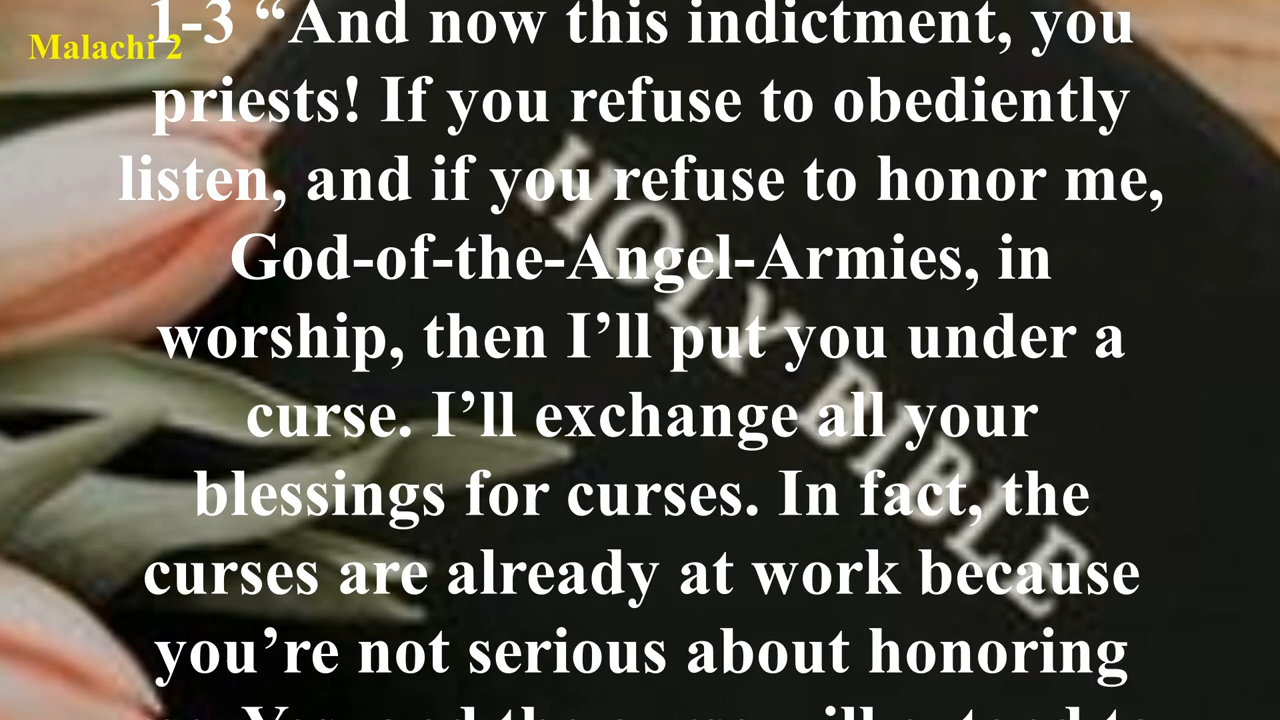 Malachi 2
1-3 “And now this indictment, you
priests! If you refuse to obediently
listen, and if you refuse to honor me,
God-of-the-Angel-Armies, in
worship, then I’ll put you under a
curse. I’ll exchange all your
blessings for curses. In fact, the
curses are already at work because
you’re not serious about honoring
HOLY BIBLE